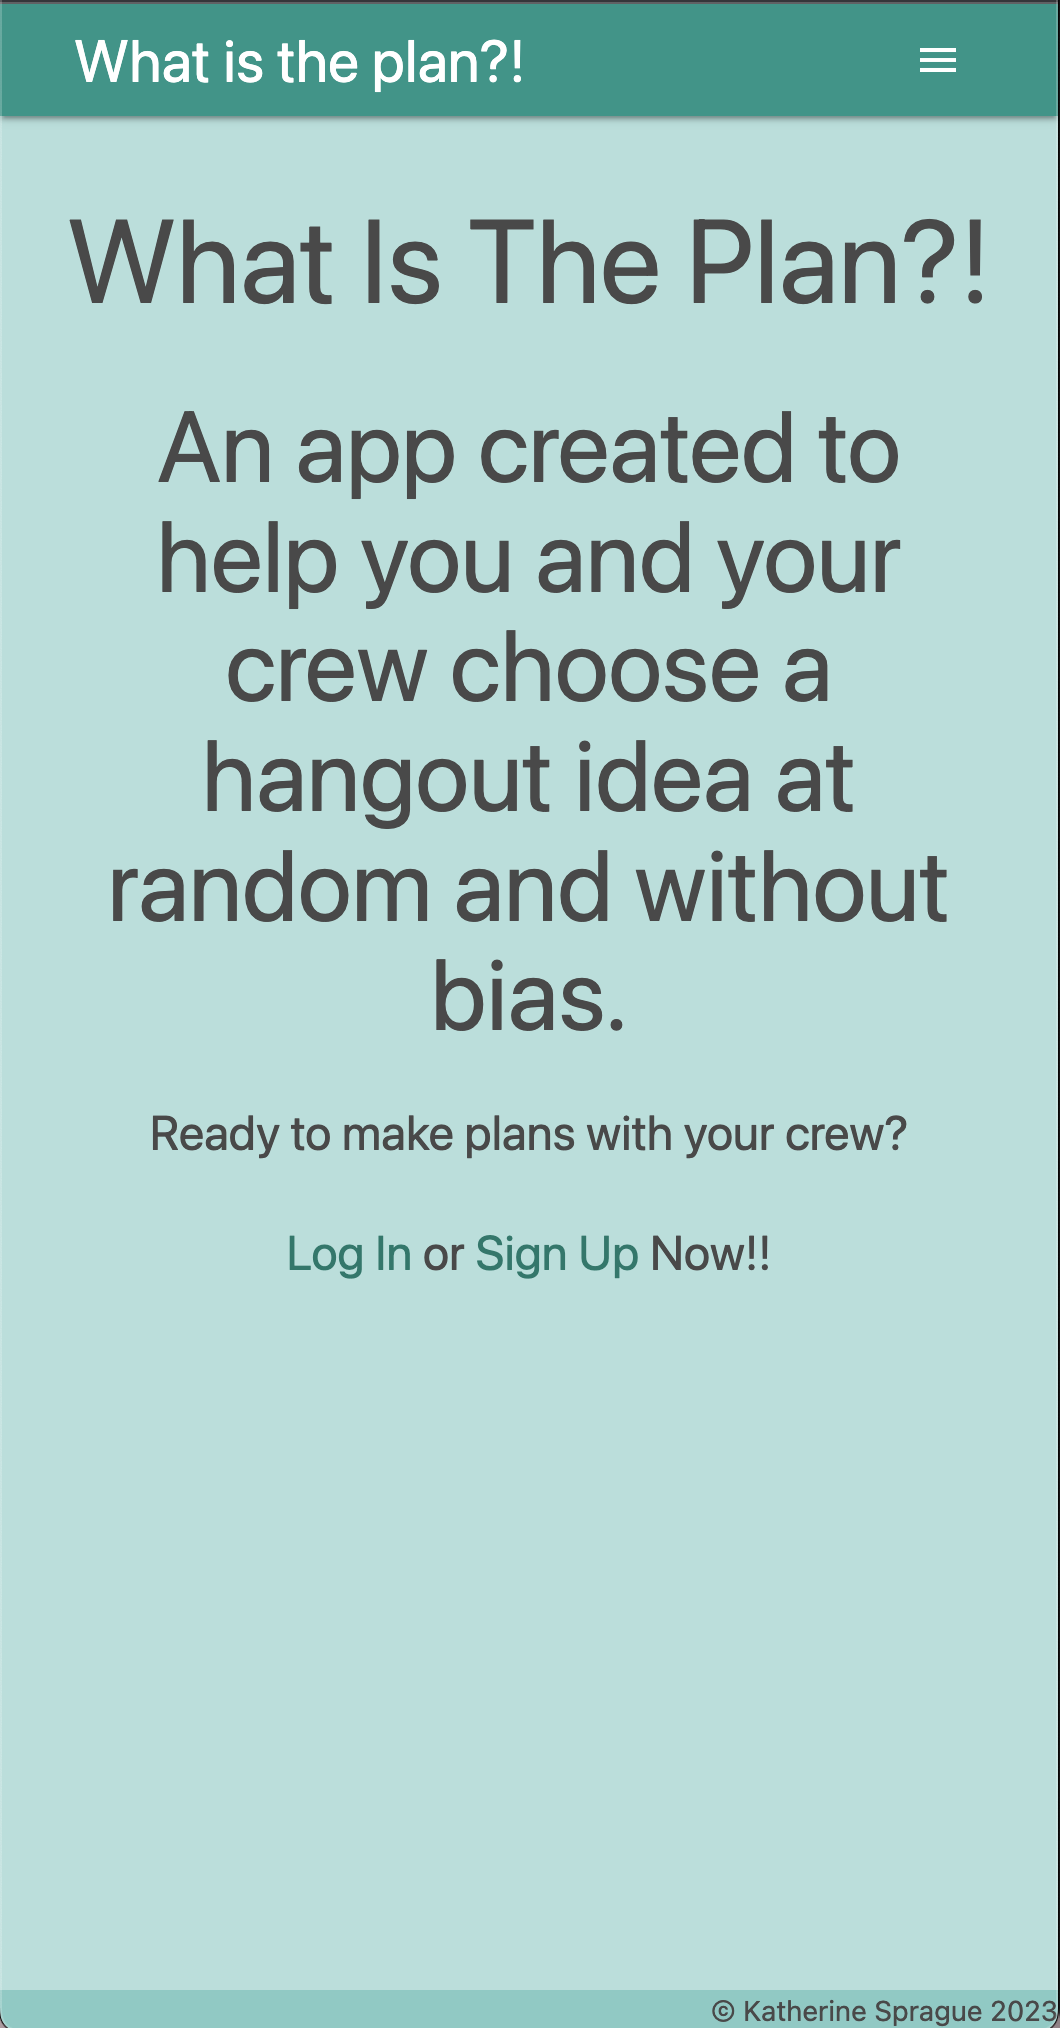 What is the plan?!
What Is The Plan?!
An app created to
help you and your
crew choose a
hangout idea at
random and without
bias.
Ready to make plans with your crew?
Log In or Sign Up Now!!
© Katherine Sprague 2023